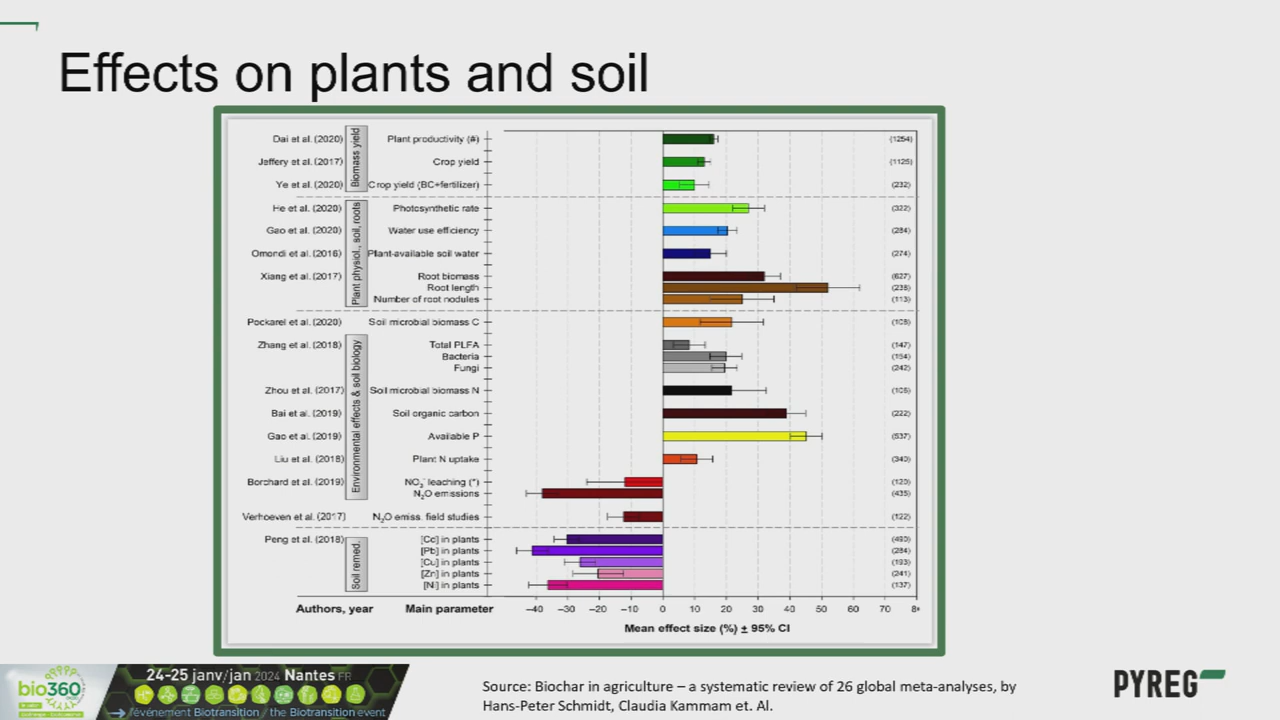 Effects on plants and soil
Biomass yield
Dai et al. (2020) Plant productivity (#) (1254)
Jeffery et al. (2017) Crop yield (1125)
Ye et al. (2020) Crop yield (BC+fertilizer) (232)
Plant physiol., soil, roots
He et al. (2020) Photosynthetic rate (322)
Gao et al. (2020) Water use efficiency (284)
Omondi et al. (2016) Plant-available soil water (274)
Xiang et al. (2017) Root biomass (627)
Root length (238)
Number of root nodules (113)
Pockarel et al. (2020) Soil microbial biomass C (108)
Environmental effects & soil biology
Zhang et al. (2018) Total PLFA (147)
Bacteria (154)
Fungi (242)
Zhou et al. (2017) Soil microbial biomass N (106)
Bai et al. (2019) Soil organic carbon (222)
Gao et al. (2019) Available P (537)
Liu et al. (2018) Plant N uptake (340)
Borchard et al. (2019) leaching (*) (120)
N₂O emissions (435)
Verhoeven et al. (2017) N₂O emiss. field studies (122)
Soil remed.
Peng et al. (2018) [Cd] in plants
[Pb] in plants (284)
[Cu] in plants (193)
[Zn] in plants (241)
[Ni] in plants (137)
Authors, year Main parameter –40 –30 –20 –10 0 10 20 30 40 50 60 70
Mean effect size (%) ± 95% CI
bio360
24-25 janv/jan 2024 Nantes FR
l'événement Biotransition / the Biotransition event
Source: Biochar in agriculture – a systematic review of 26 global meta-analyses, by
Hans-Peter Schmidt, Claudia Kammam et. Al.
PYREG